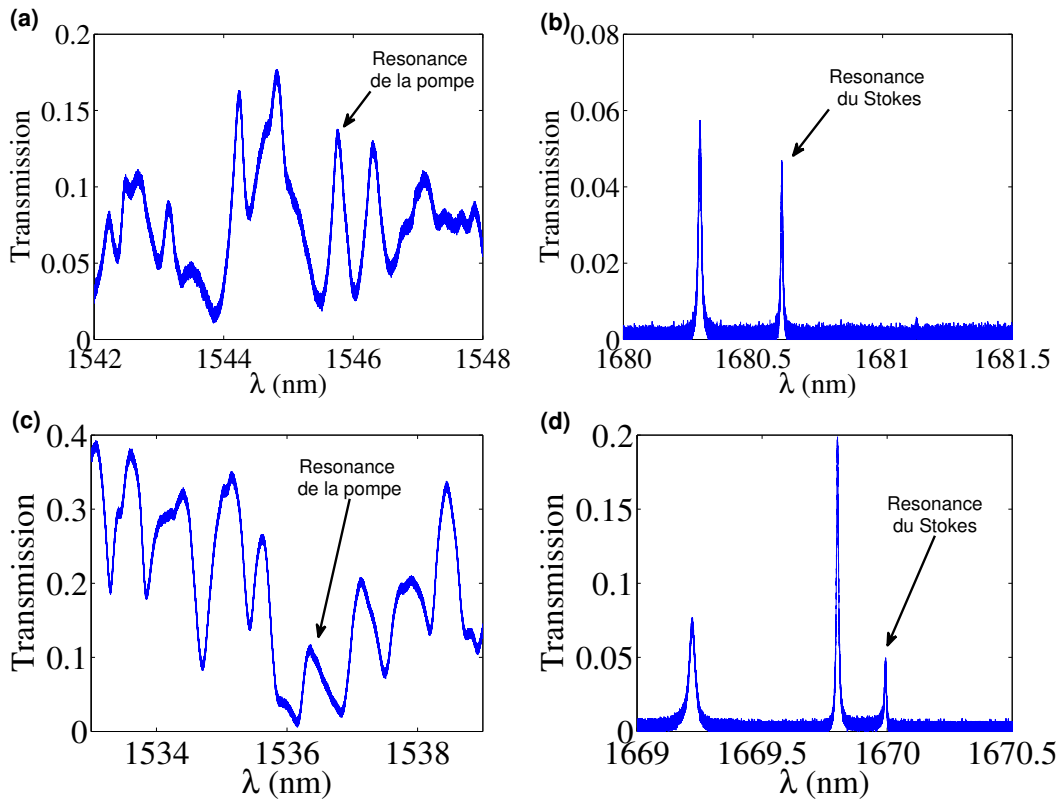 (a)
0.2
0.15
0.1
0.05
0
Transmission
Resonance
de la pompe
1542
1544
1546
1548
λ (nm)
(b)
0.08
0.06
0.04
0.02
0
Transmission
Resonance
du Stokes
1680
1680.5
1681
1681.5
λ (nm)
(c)
0.4
0.3
0.2
0.1
0
Transmission
Resonance
de la pompe
1534
1536
1538
λ (nm)
(d)
0.2
0.15
0.1
0.05
0
Transmission
Resonance
du Stokes
1669
1669.5
1670
1670.5
λ (nm)